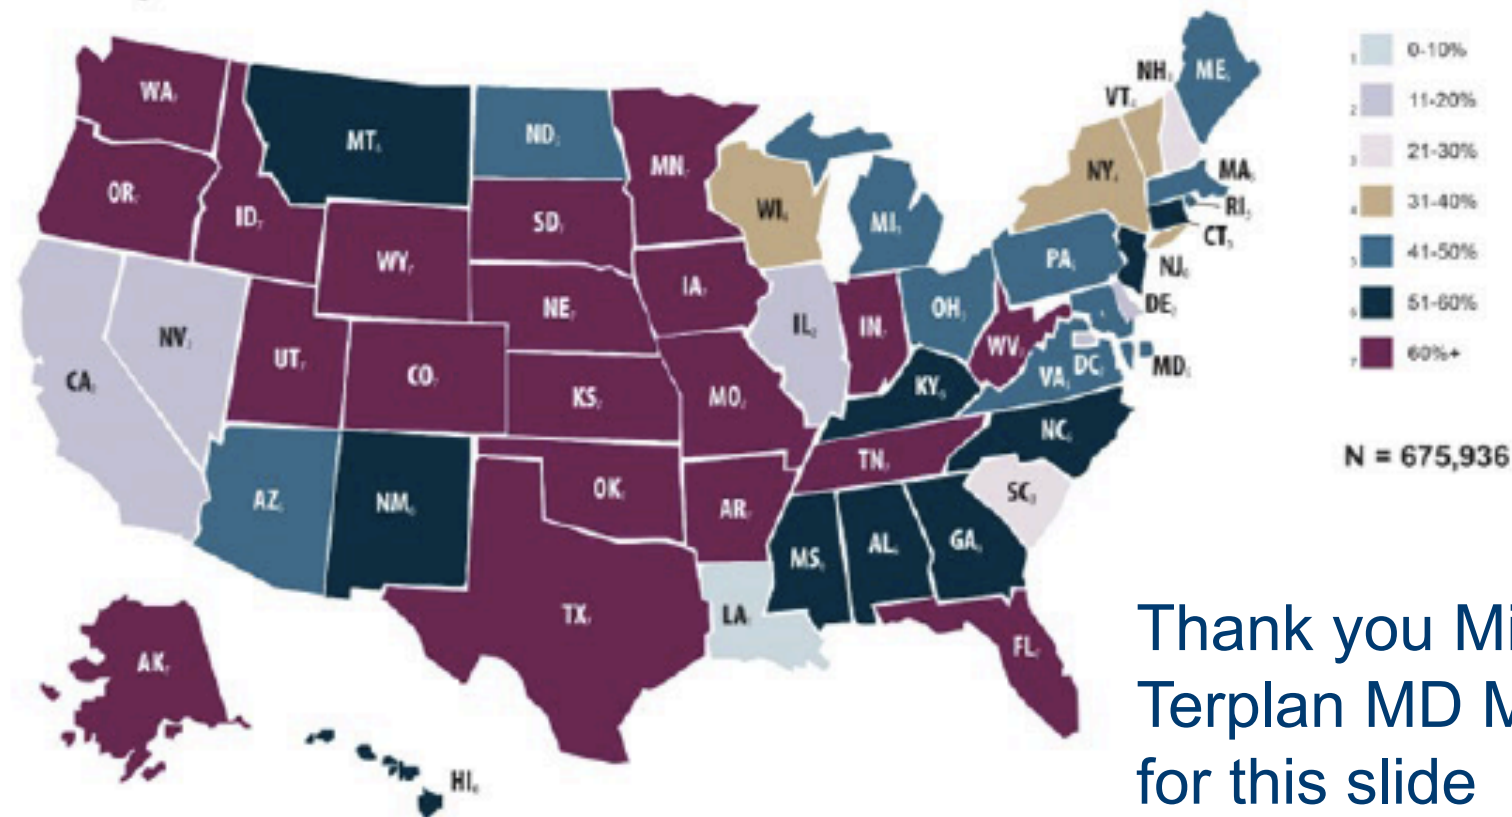 WA
MT
ND
MN
OR
ID
SD
WI
WY
IA
MI
NE
NY
VT
NH
ME
MA
RI
CT
PA
NJ
OH
DE
IL
IN
WV
VA
DC
MD
NV
UT
CO
CA
KS
MO
KY
NC
TN
OK
AR
SC
AZ
NM
MS
AL
GA
TX
LA
FL
AK
HI
0-10%
11-20%
21-30%
31-40%
41-50%
51-60%
60%+
N = 675,936
Thank you
Terplan MD
for this slide